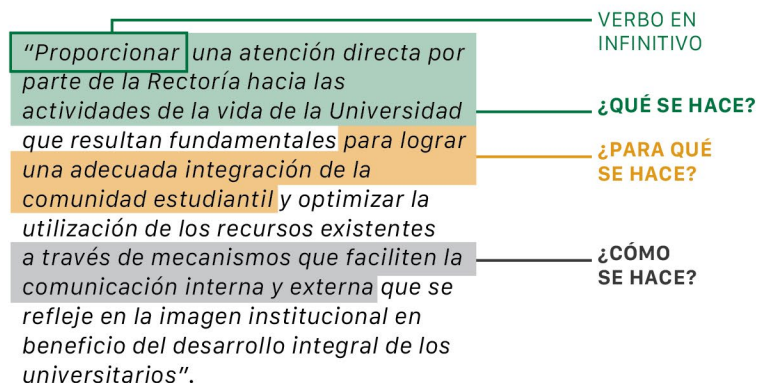 “Proporcionar una atención directa por
parte de la Rectoría hacia las
actividades de la vida de la Universidad
que resultan fundamentales para lograr
una adecuada integración de la
comunidad estudiantil y optimizar la
utilización de los recursos existentes
a través de mecanismos que faciliten la
comunicación interna y externa que se
refleje en la imagen institucional en
beneficio del desarrollo integral de los
universitarios”.
VERBO EN
INFINITIVO
¿QUÉ SE HACE?
¿PARA QUÉ
SE HACE?
¿CÓMO
SE HACE?